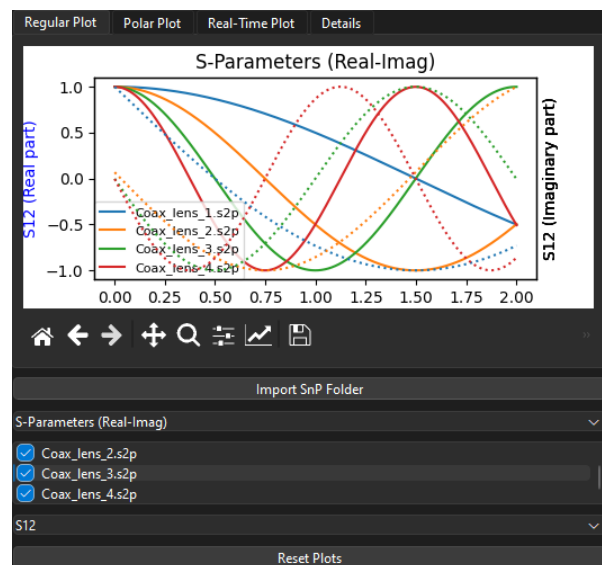 Regular Plot Polar Plot Real-Time Plot Details
S-Parameters (Real-Imag)
S12 (Real part)
1.0
0.5
0.0
−0.5
−1.0
Coax_lens_1.s2p
Coax_lens_2.s2p
Coax_lens_3.s2p
Coax_lens_4.s2p
S12 (Imaginary part)
0.00 0.25 0.50 0.75 1.00 1.25 1.50 1.75 2.00
»
Import SnP Folder
S-Parameters (Real-Imag)
Coax_lens_2.s2p
Coax_lens_3.s2p
Coax_lens_4.s2p
S12
Reset Plots